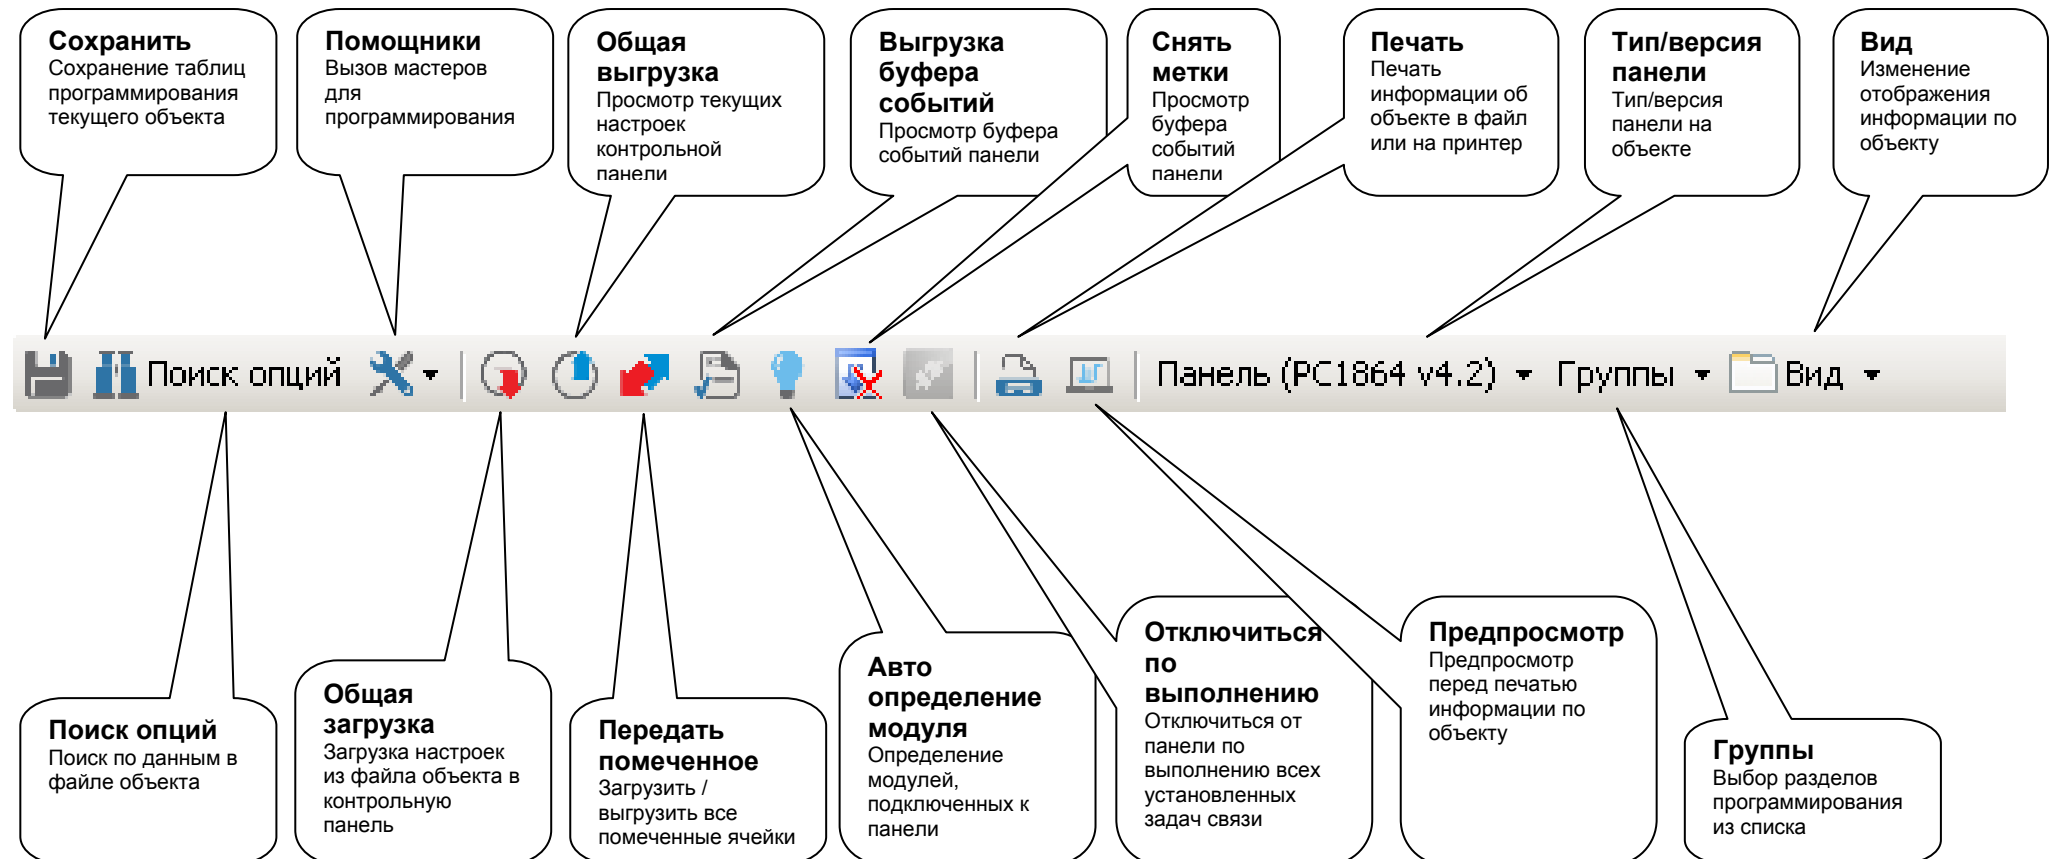 Сохранить
Сохранение таблиц
программирования
текущего объекта
Помощники
Вызов мастеров
для
программирования
Общая
выгрузка
Просмотр текущих
настроек
контрольной
панели
Выгрузка
буфера
событий
Просмотр буфера
событий панели
Снять
метки
Просмотр
буфера
событий
панели
Печать
Печать
информации об
объекте в файл
или на принтер
Тип/версия
панели
Тип/версия
панели на
объекте
Вид
Изменение
отображения
информации по
объекту
Поиск опций
Панель (PC1864 v4.2)
Группы
Вид
Поиск опций
Поиск по данным в
файле объекта
Общая
загрузка
Загрузка настроек
из файла объекта в
контрольную
панель
Передать
помеченное
Загрузить /
выгрузить все
помеченные ячейки
Авто
определение
модуля
Определение
модулей,
подключенных к
панели
Отключиться
по
выполнению
Отключиться от
панели по
выполнению всех
установленных
задач связи
Предпросмотр
Предпросмотр
перед печатью
информации по
объекту
Группы
Выбор разделов
программирования
из списка